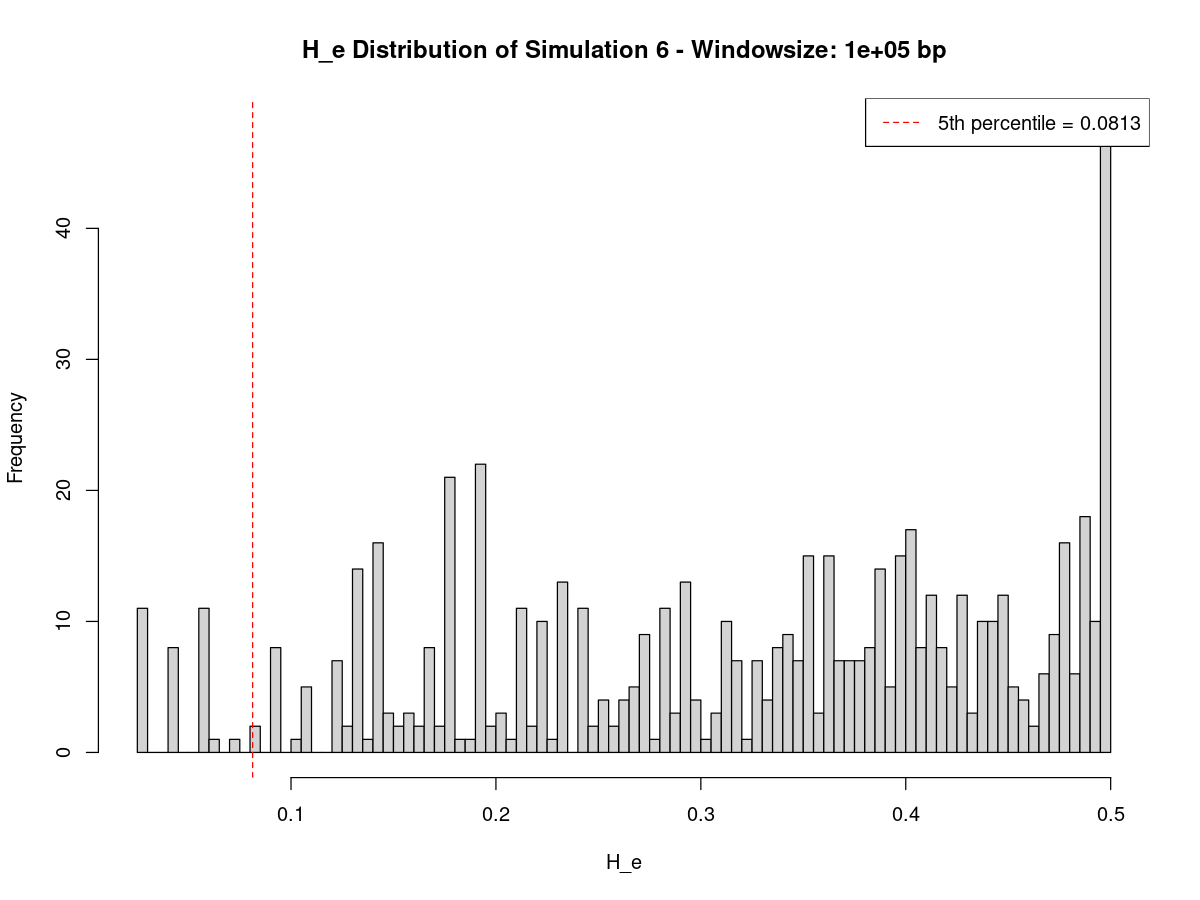 H_e Distribution of Simulation 6 - Windowsize: 1e+05 bp
5th percentile = 0.0813
Frequency
40
30
20
10
0
0.1 0.2 0.3 0.4 0.5
H_e